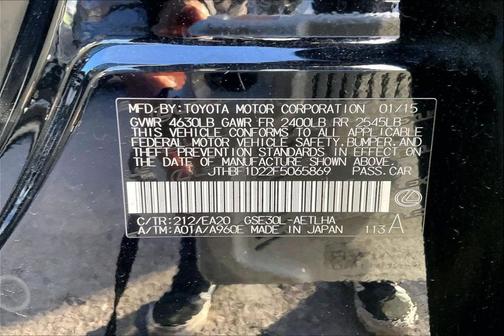 MFD.BY:TOYOTA MOTOR CORPORATION 01/15
GVWR 4630LB GAWR FR 2400LB RR 2545LB
THIS VEHICLE CONFORMS TO ALL APPLICABLE
FEDERAL MOTOR VEHICLE SAFETY,BUMPER,AND
THEFT PREVENTION STANDARDS IN EFFECT ON
THE DATE OF MANUFACTURE SHOWN ABOVE.
JTHBF1D22F5065869 PASS.CAR
C/TR:212/EA20 GSE30L-AETLHA
A/TM:A01A/A960E MADE IN JAPAN 113 A